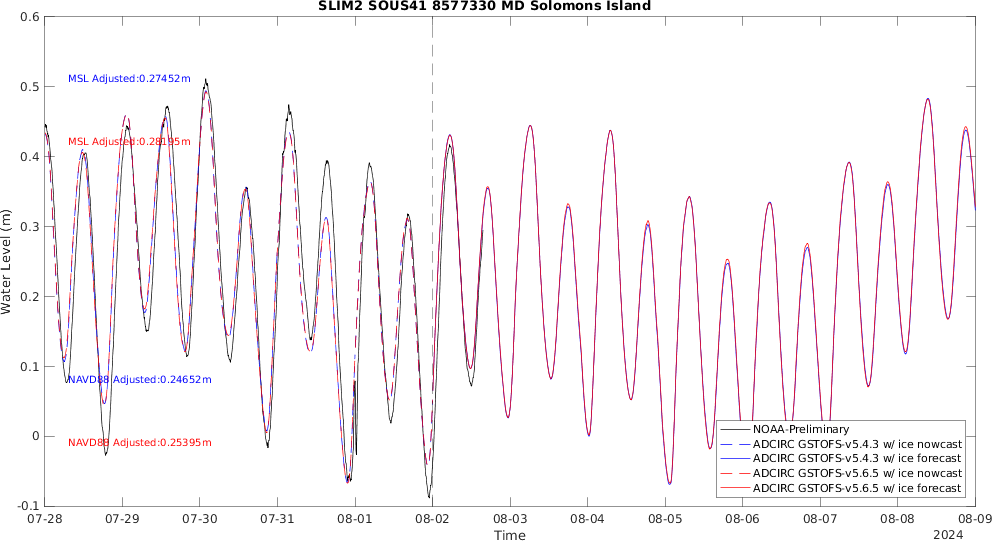 SLIM2 SOUS41 8577330 MD Solomons Island
0.6
0.5
0.4
0.3
0.2
0.1
0
-0.1
Water Level (m)
MSL Adjusted:0.27452m
MSL Adjusted:0.28195m
NAVD88 Adjusted:0.24652m
NAVD88 Adjusted:0.25395m
NOAA-Preliminary
ADCIRC GSTOFS-v5.4.3 w/ ice nowcast
ADCIRC GSTOFS-v5.4.3 w/ ice forecast
ADCIRC GSTOFS-v5.6.5 w/ ice nowcast
ADCIRC GSTOFS-v5.6.5 w/ ice forecast
07-28 07-29 07-30 07-31 08-01 08-02 08-03 08-04 08-05 08-06 08-07 08-08 08-09
Time
2024